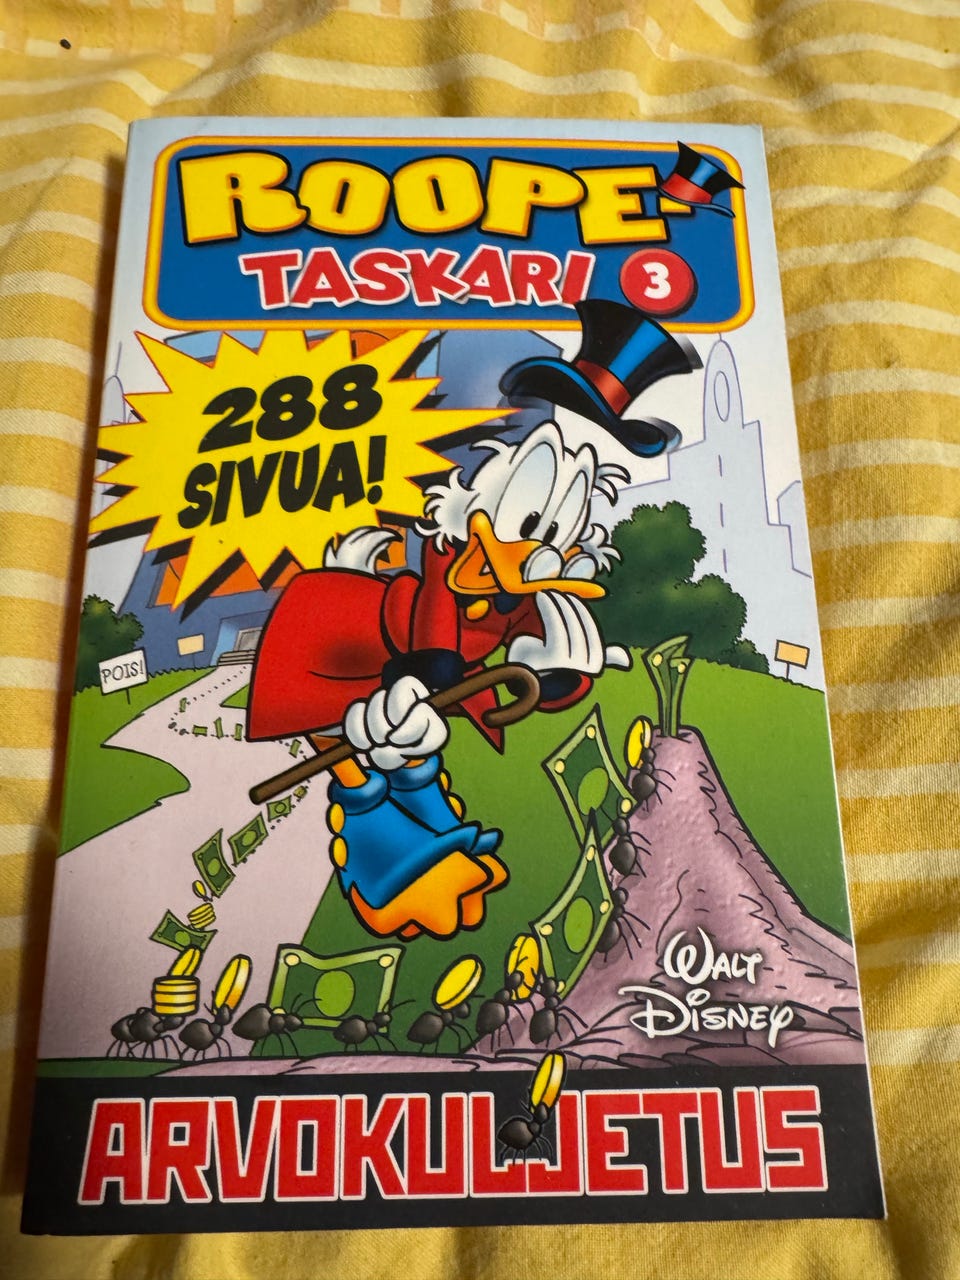 ROOPE-
TASKARI 3
288
SIVUA!
POIS!
WALT
DISNEY
ARVOKULJETUS